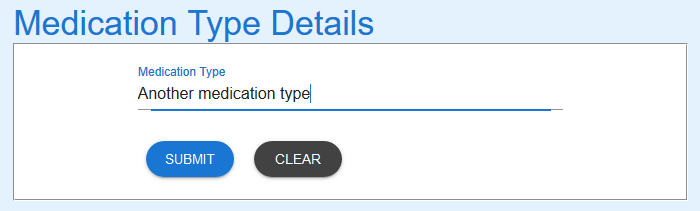 Medication Type Details
Medication Type
Another medication type
SUBMIT CLEAR